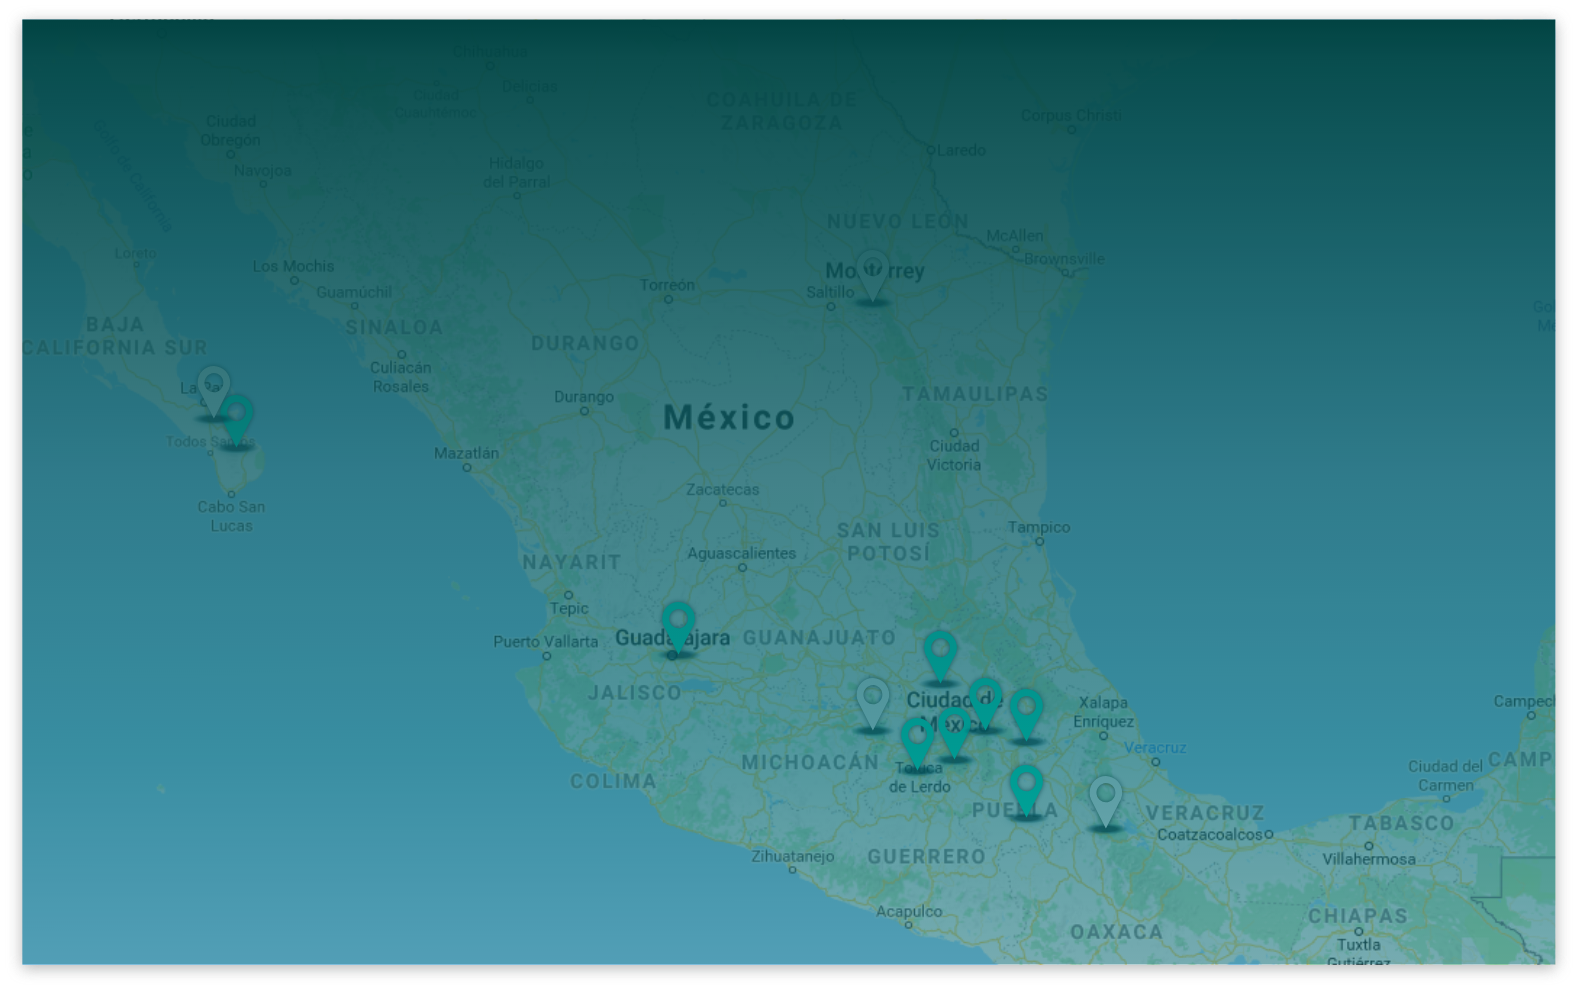 Chihuahua
Delicias
Ciudad
Cuauhtémoc
COAHUILA DE
ZARAGOZA
Corpus Christi
Ciudad
Obregón
Navojoa
Golfo de California
Hidalgo
del Parral
Laredo
NUEVO LEÓN
McAllen
Brownsville
Loreto
Los Mochis
Guamúchil
Torreón
Monterrey
Saltillo
BAJA
CALIFORNIA SUR
SINALOA
DURANGO
Culiacán
Rosales
La Pa
Durango
México
TAMAULIPAS
Todos Santos
Mazatlán
Ciudad
Victoria
Cabo San
Lucas
Zacatecas
SAN LUIS
POTOSÍ
Tampico
NAYARIT
Aguascalientes
Tepic
Puerto Vallarta
Guadalajara
GUANAJUATO
JALISCO
Ciudad de
México
Xalapa
Enríquez
Veracruz
Campech
MICHOACÁN
Toluca
de Lerdo
COLIMA
PUEBLA
VERACRUZ
Coatzacoalcos
Ciudad del
Carmen
CAMP
TABASCO
Villahermosa
Zihuatanejo
GUERRERO
Acapulco
OAXACA
CHIAPAS
Tuxtla
Gutiérrez